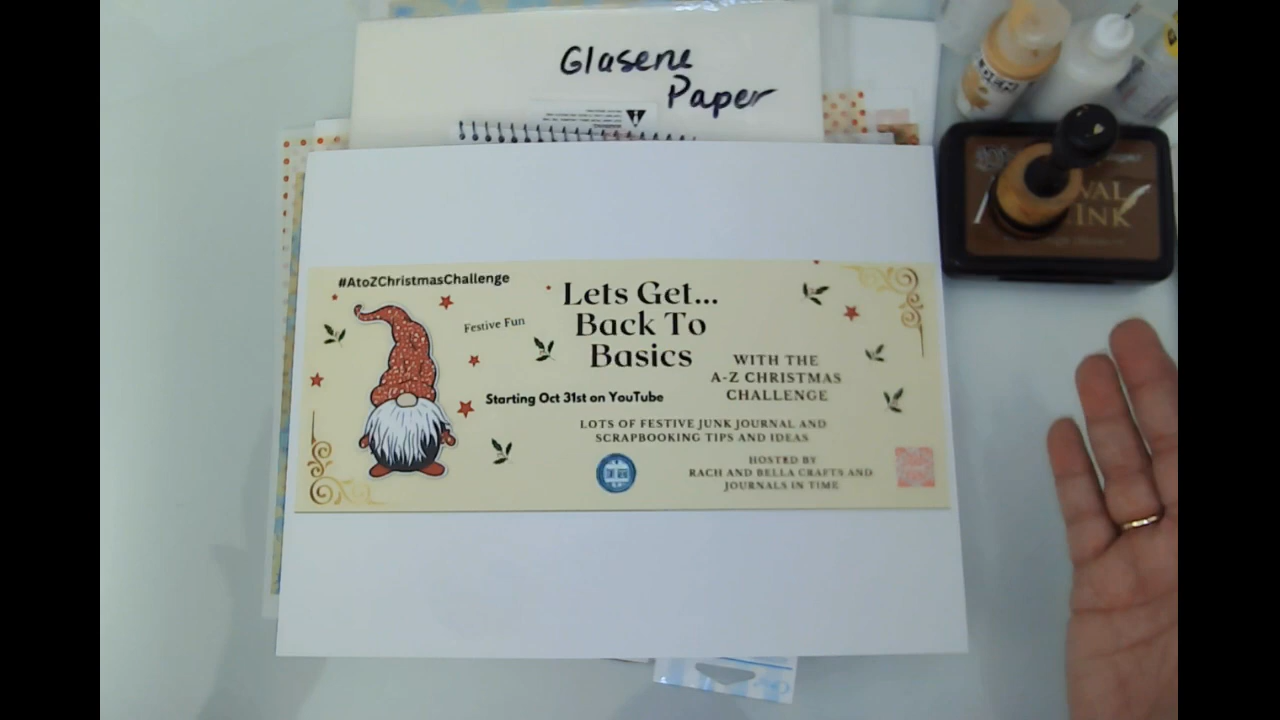 Glasene
Paper
#AtoZChristmasChallenge
Festive Fun
Lets Get...
Back To
Basics
WITH THE
A-Z CHRISTMAS
CHALLENGE
Starting Oct 31st on YouTube
LOTS OF FESTIVE JUNK JOURNAL AND
SCRAPBOOKING TIPS AND IDEAS
HOSTED BY
RACH AND BELLA CRAFTS AND
JOURNALS IN TIME
INK